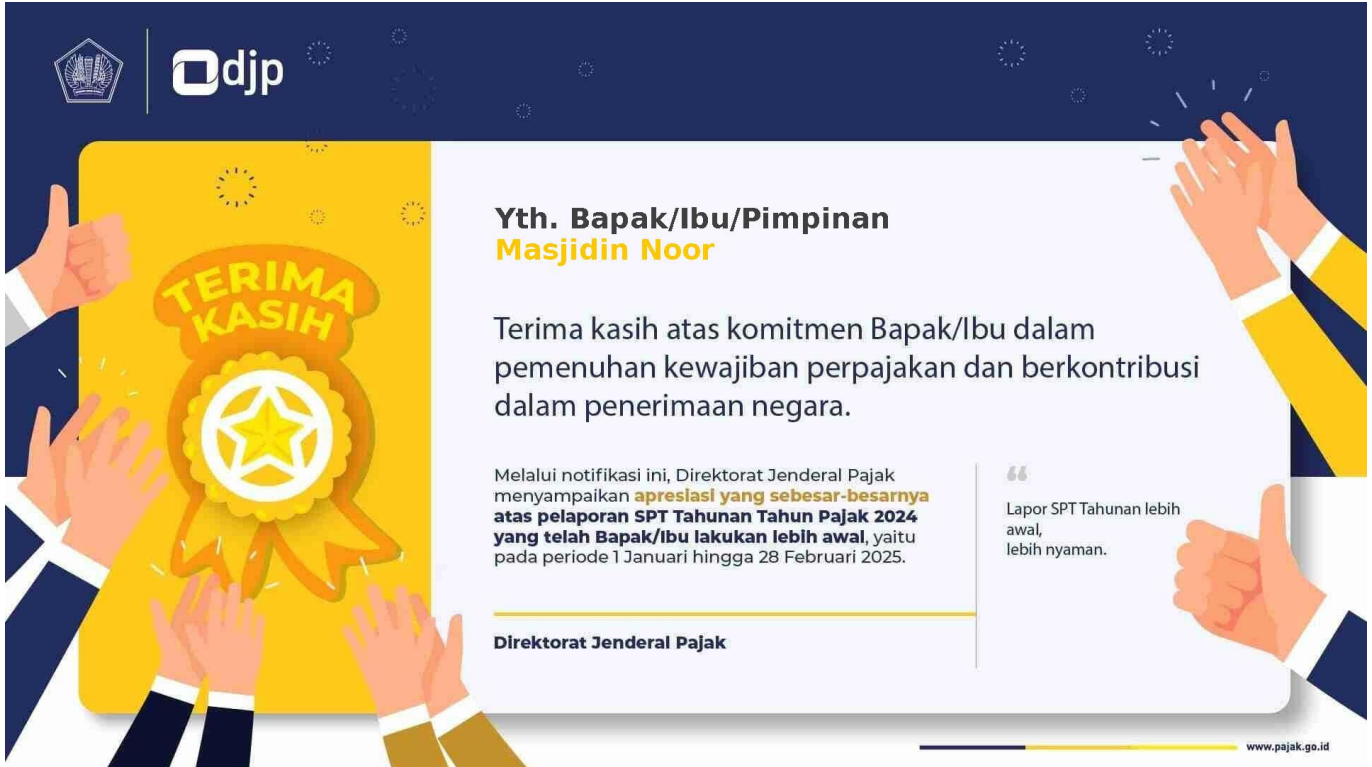 djp
Yth. Bapak/Ibu/Pimpinan
Masjidin Noor
TERIMA
KASIH
Terima kasih atas komitmen Bapak/Ibu dalam
pemenuhan kewajiban perpajakan dan berkontribusi
dalam penerimaan negara.
Melalui notifikasi ini, Direktorat Jenderal Pajak
menyampaikan apresiasi yang sebesar-besarnya
atas pelaporan SPT Tahunan Tahun Pajak 2024
yang telah Bapak/Ibu lakukan lebih awal, yaitu
pada periode 1 Januari hingga 28 Februari 2025.
“
Lapor SPT Tahunan lebih
awal,
lebih nyaman.
Direktorat Jenderal Pajak
www.pajak.go.id